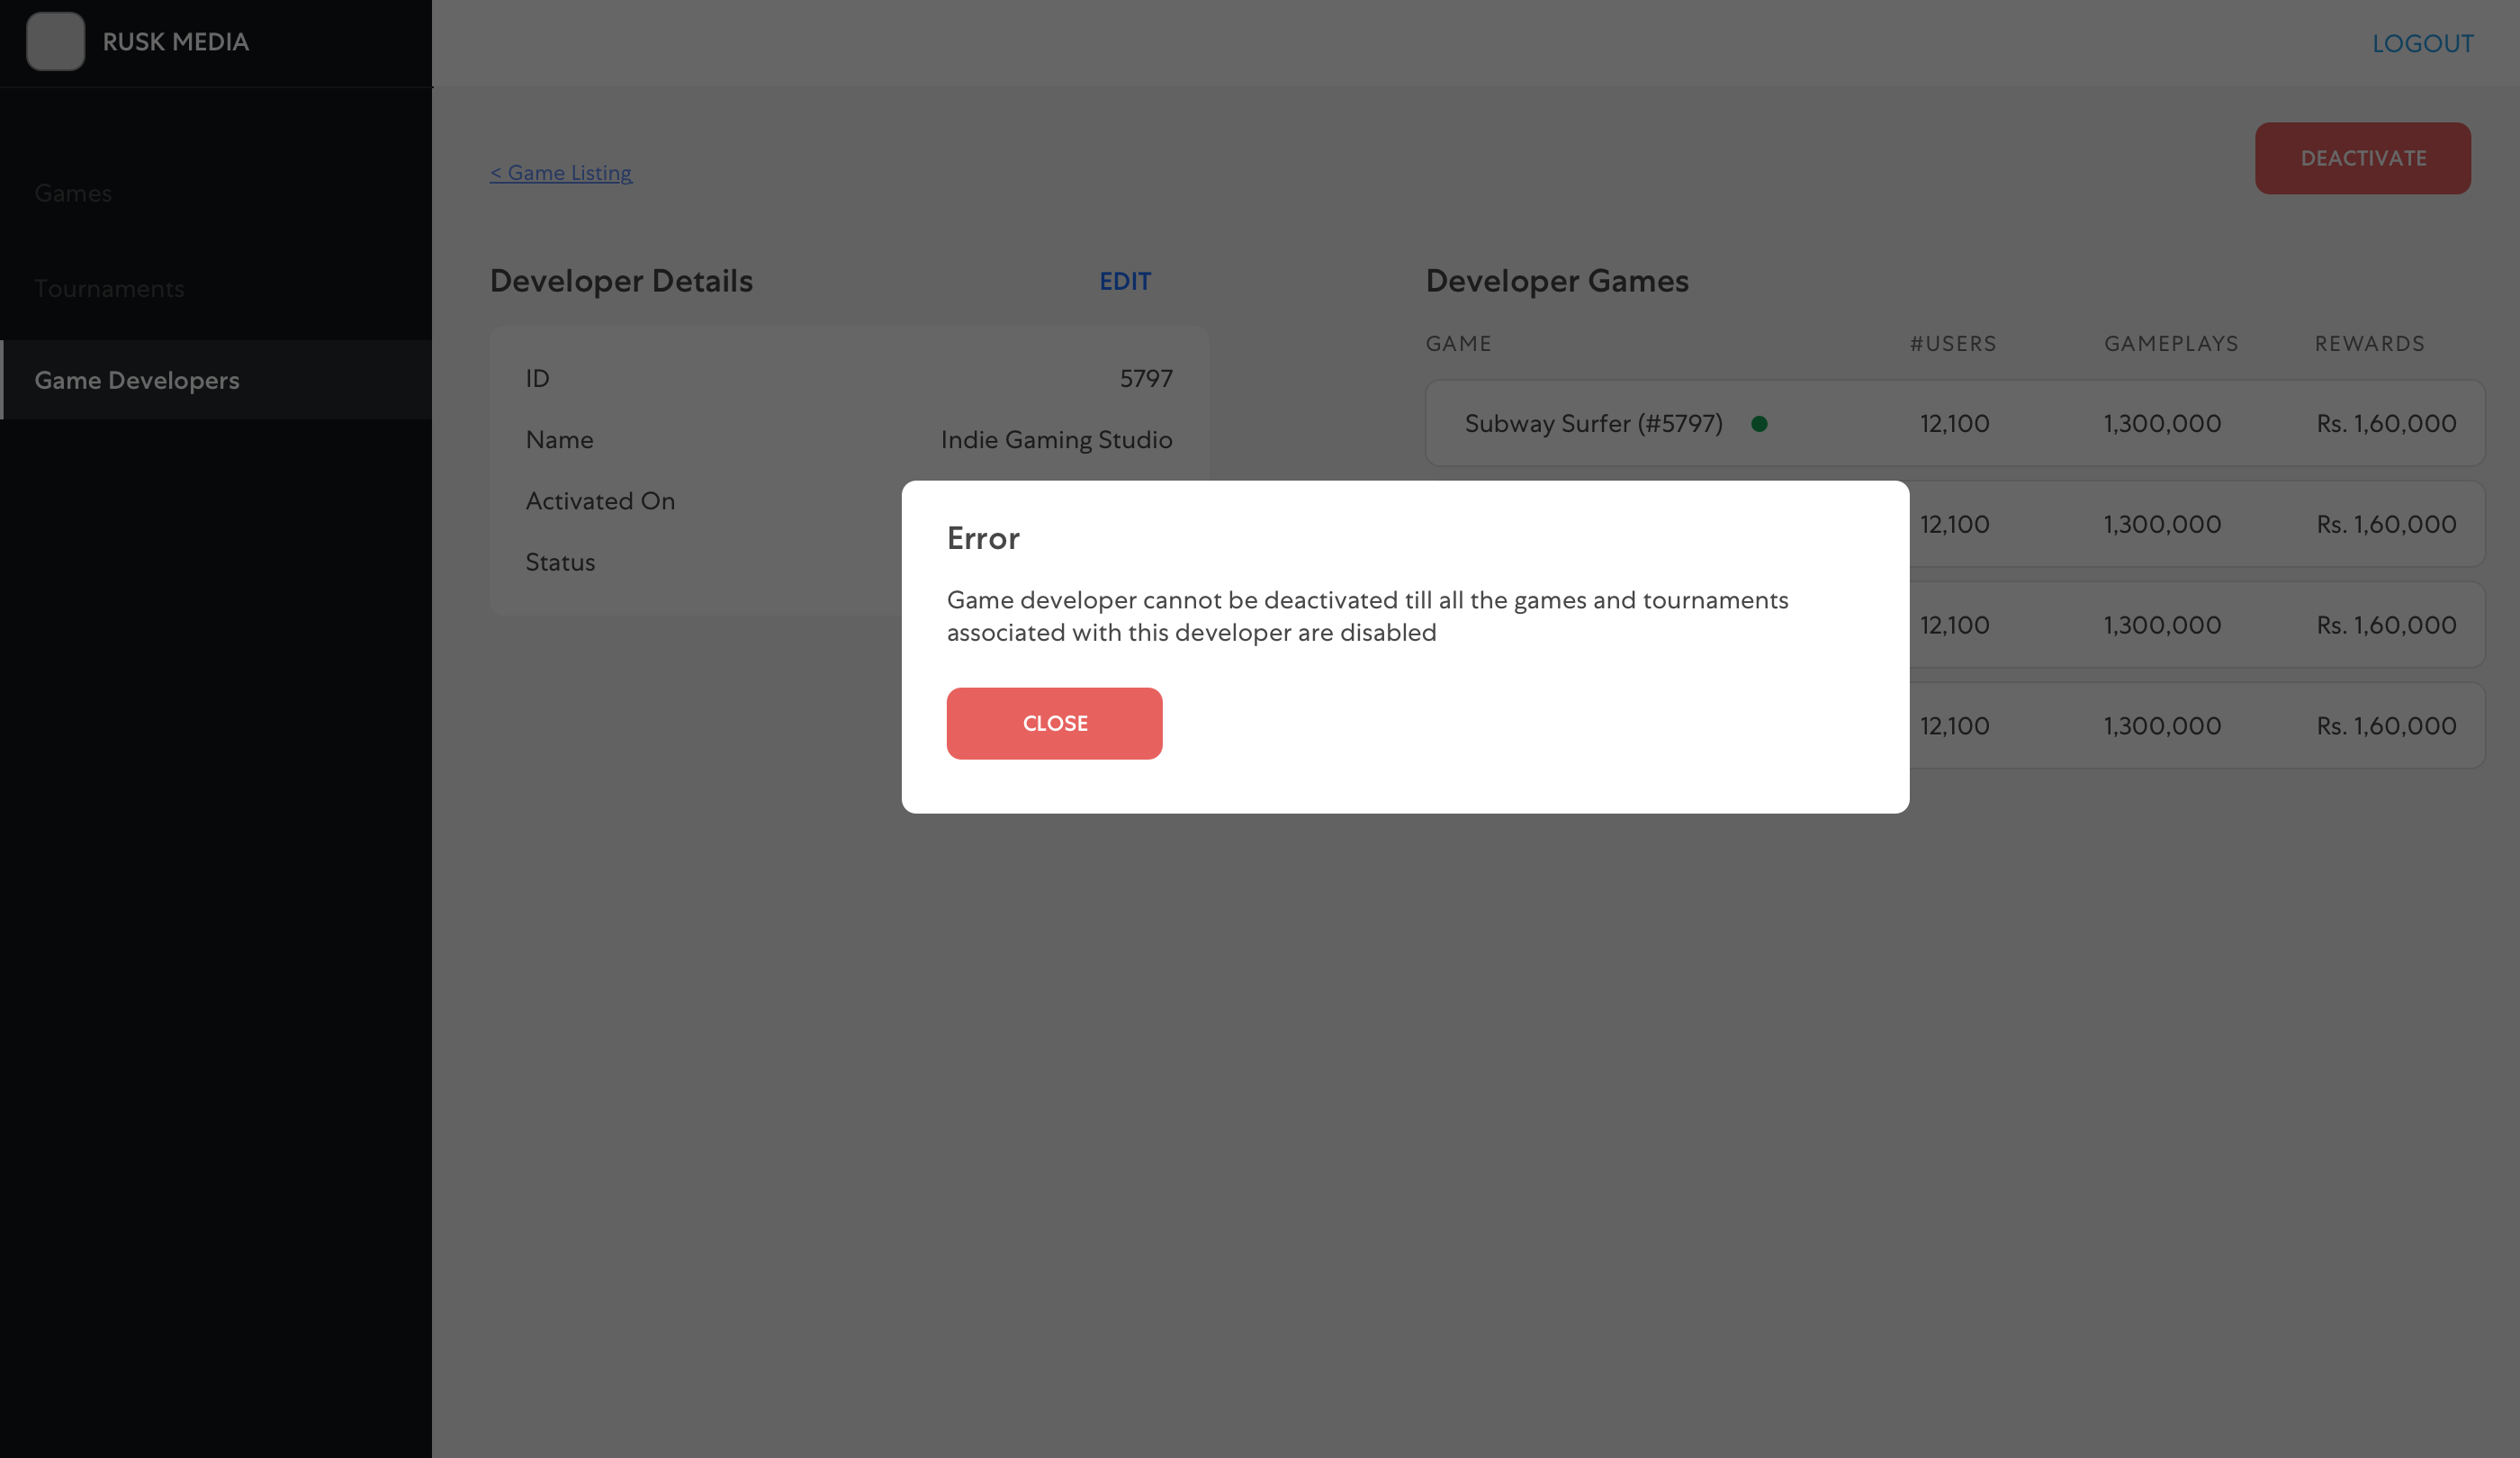 RUSK MEDIA
LOGOUT
Games
Tournaments
Game Developers
< Game Listing
DEACTIVATE
Developer Details
EDIT
ID
5797
Name
Indie Gaming Studio
Activated On
Status
Developer Games
GAME #USERS GAMEPLAYS REWARDS
Subway Surfer (#5797) 12,100 1,300,000 Rs. 1,60,000
12,100 1,300,000 Rs. 1,60,000
12,100 1,300,000 Rs. 1,60,000
12,100 1,300,000 Rs. 1,60,000
Error
Game developer cannot be deactivated till all the games and tournaments
associated with this developer are disabled
CLOSE